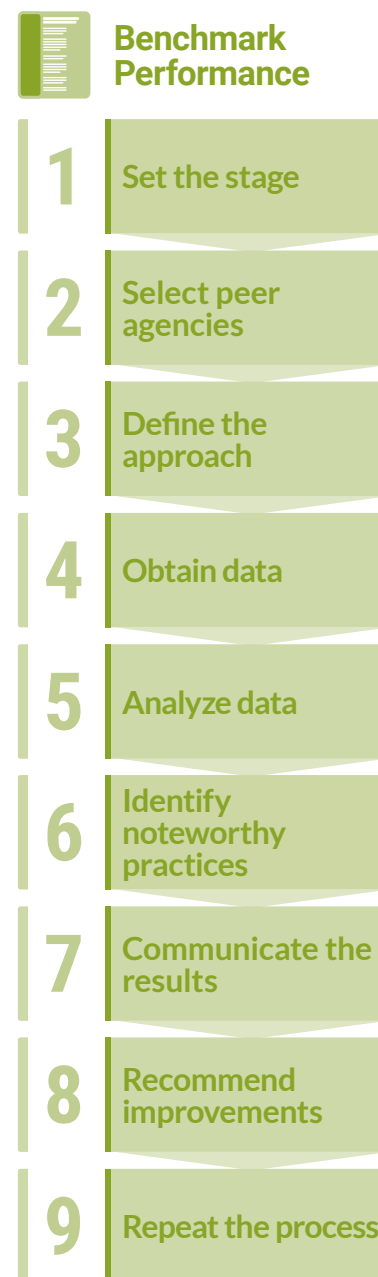 Benchmark
Performance
1
Set the stage
2
Select peer
agencies
3
Define the
approach
4
Obtain data
5
Analyze data
6
Identify
noteworthy
practices
7
Communicate the
results
8
Recommend
improvements
9
Repeat the process